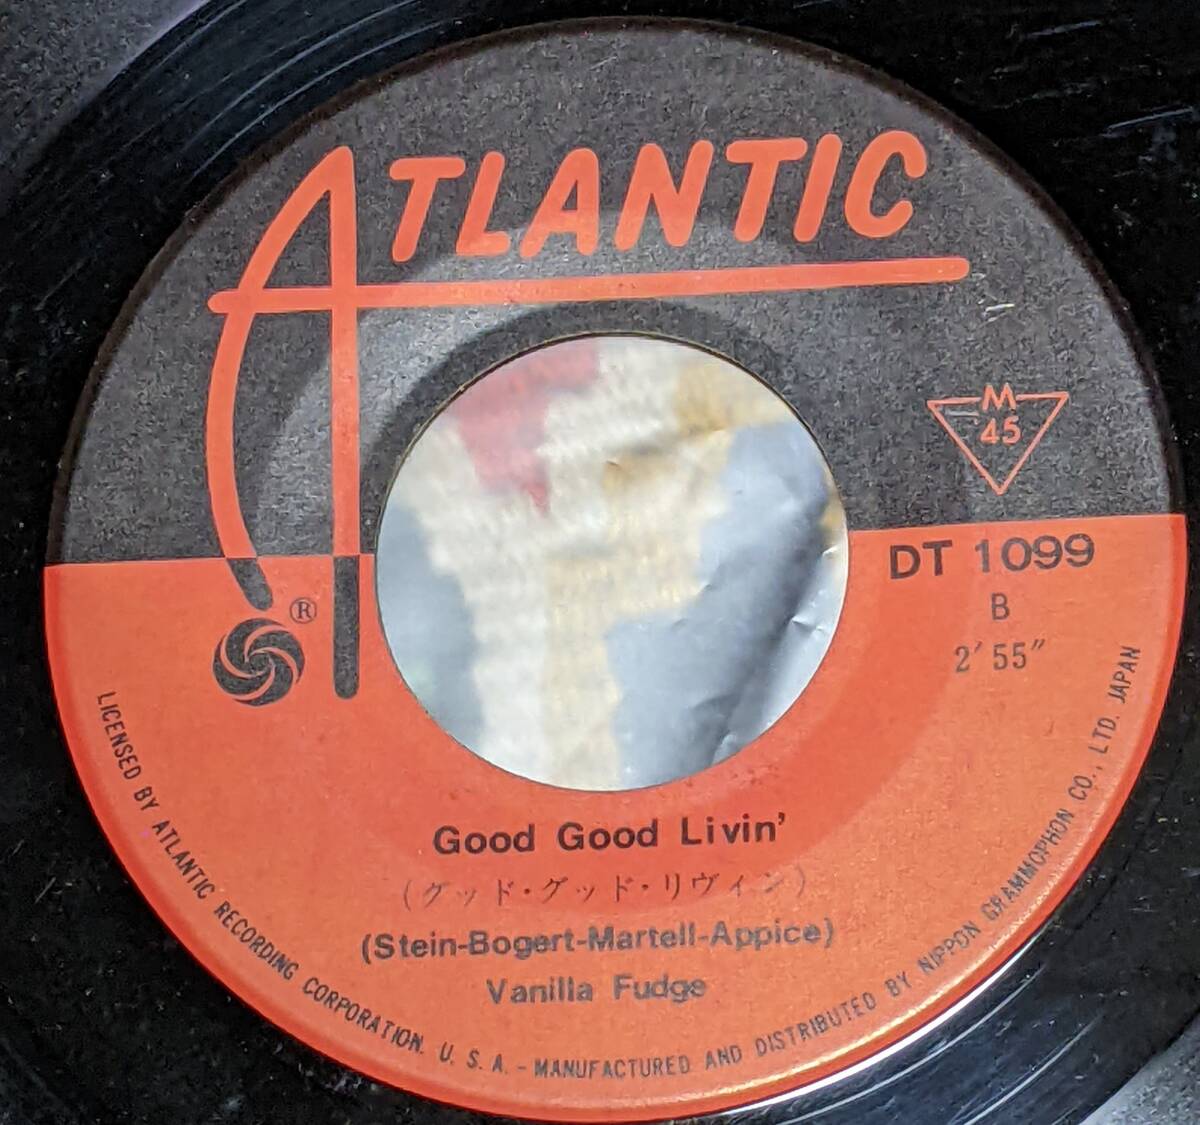 ATLANTIC
M
45
DT 1099
B
2′55″
®
Good Good Livin’
(グッド・グッド・リヴィン)
(Stein-Bogert-Martell-Appice)
Vanilla Fudge
LICENSED BY ATLANTIC RECORDING CORPORATION. U. S. A. - MANUFACTURED AND DISTRIBUTED BY NIPPON GRAMMOPHON CO., LTD. JAPAN